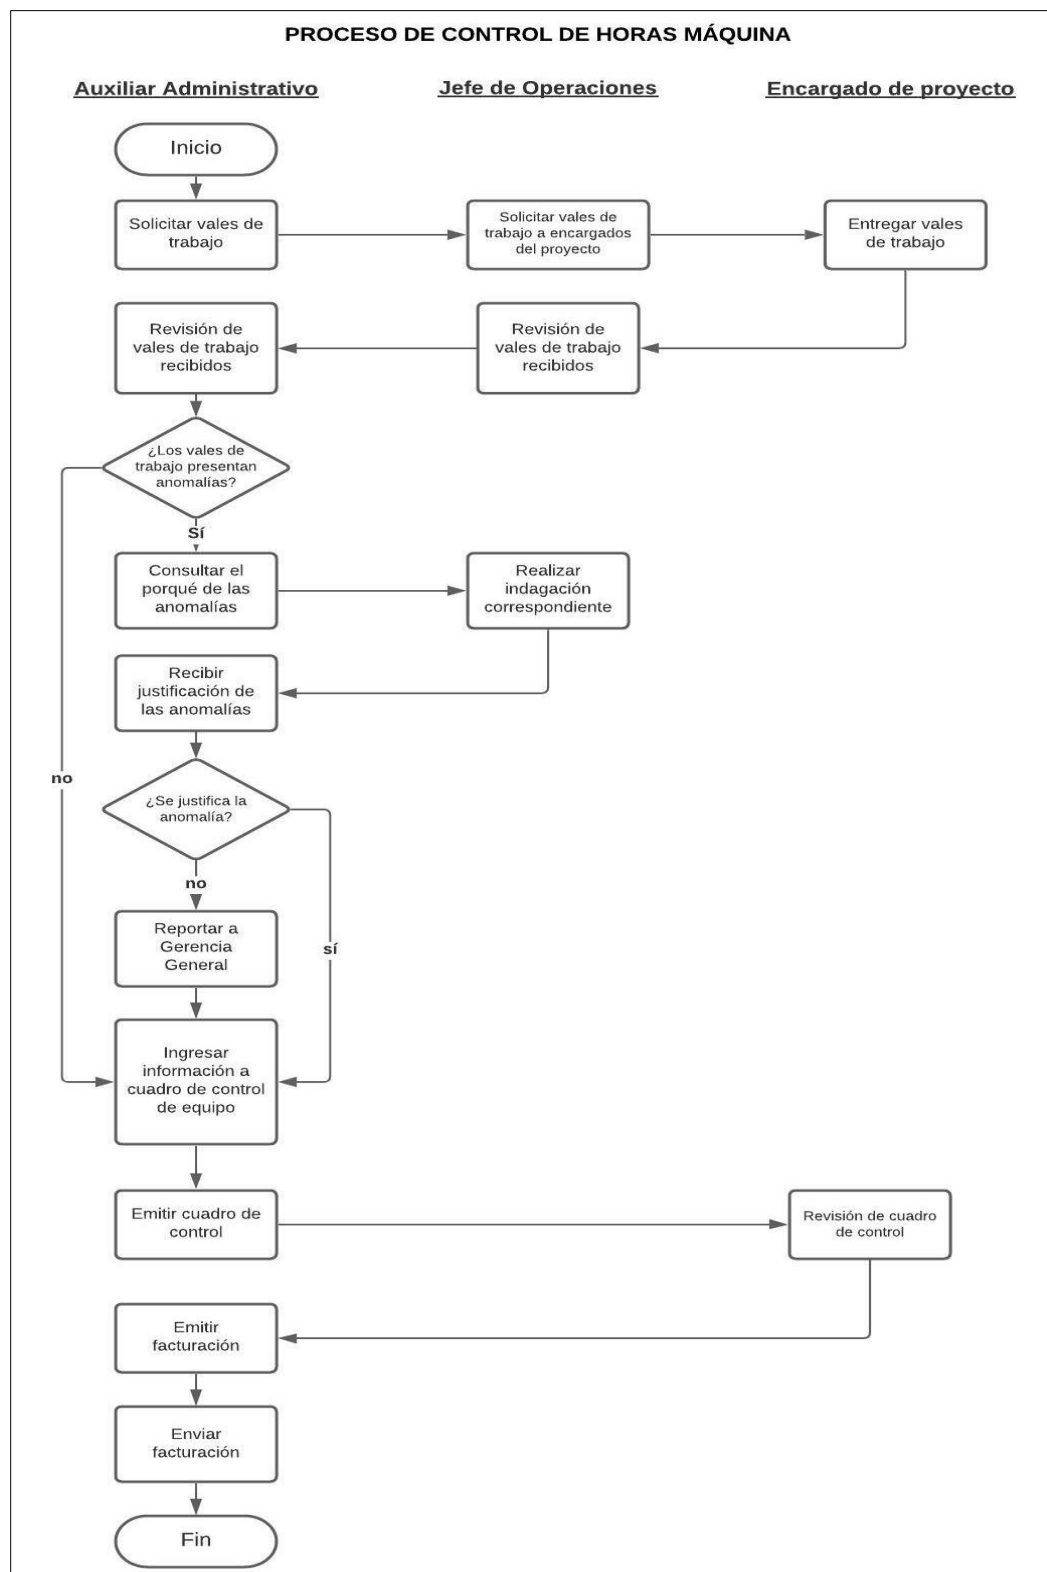 PROCESO DE CONTROL DE HORAS MÁQUINA
Auxiliar Administrativo
Jefe de Operaciones
Encargado de proyecto
Inicio
Solicitar vales de
trabajo
Solicitar vales de
trabajo a encargados
del proyecto
Entregar vales
de trabajo
Revisión de
vales de trabajo
recibidos
Revisión de
vales de trabajo
recibidos
¿Los vales de
trabajo presentan
anomalías?
Sí
Consultar el
porqué de las
anomalías
Realizar
indagación
correspondiente
Recibir
justificación de
las anomalías
no
¿Se justifica la
anomalía?
no
Reportar a
Gerencia
General
sí
Ingresar
información a
cuadro de control
de equipo
Emitir cuadro de
control
Revisión de cuadro
de control
Emitir
facturación
Enviar
facturación
Fin